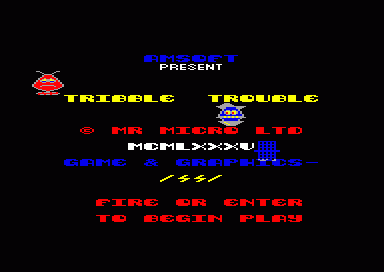 AMSOFT
PRESENT
TRIBBLE TROUBLE
© MR MICRO LTD
MCMLXXXV
GAME & GRAPHICS-
FIRE OR ENTER
TO BEGIN PLAY